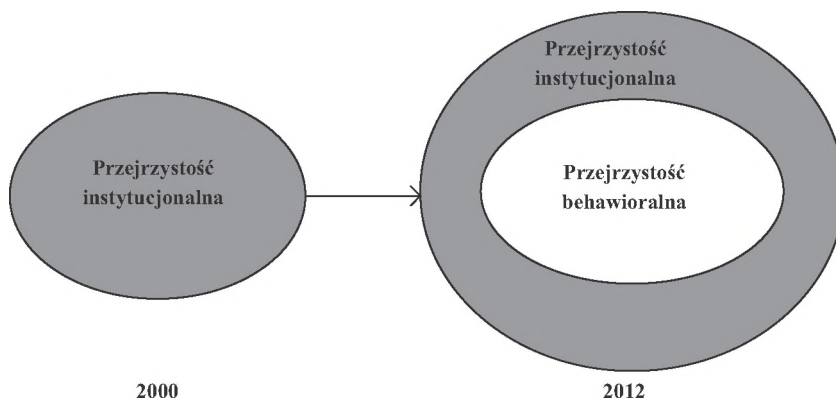 Przejrzystość
instytucjonalna
Przejrzystość
instytucjonalna
Przejrzystość
behawioralna
2000
2012